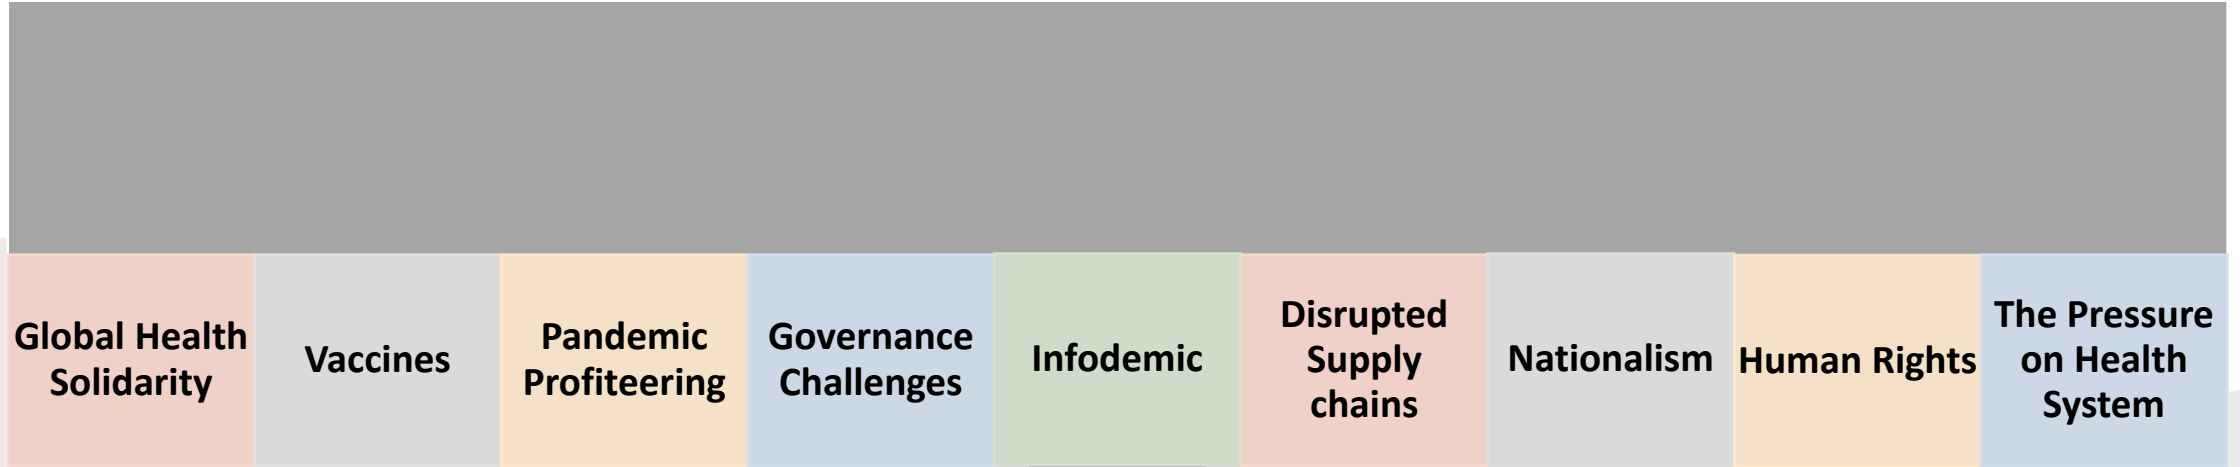 Global Health
Solidarity
Vaccines
Pandemic
Profiteering
Governance
Challenges
Infodemic
Disrupted
Supply
chains
Nationalism
Human Rights
The Pressure
on Health
System